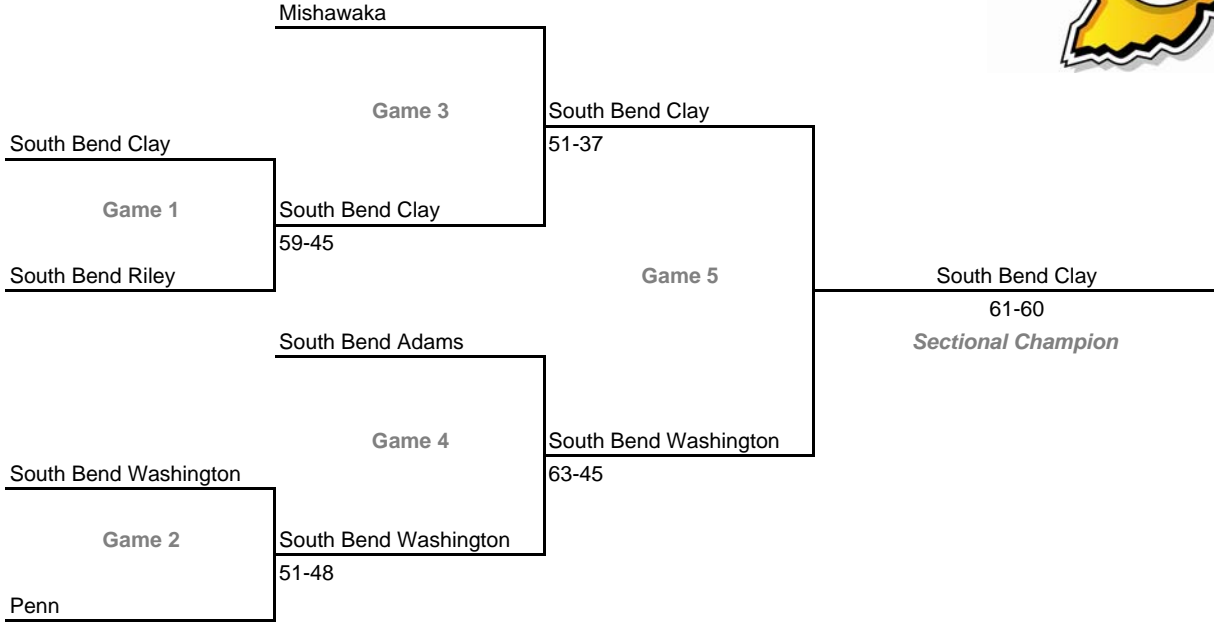 Mishawaka
Game 3
South Bend Clay
South Bend Clay
51-37
Game 1
South Bend Clay
59-45
South Bend Riley
Game 5
South Bend Clay
61-60
South Bend Adams
Sectional Champion
Game 4
South Bend Washington
South Bend Washington
63-45
Game 2
South Bend Washington
51-48
Penn